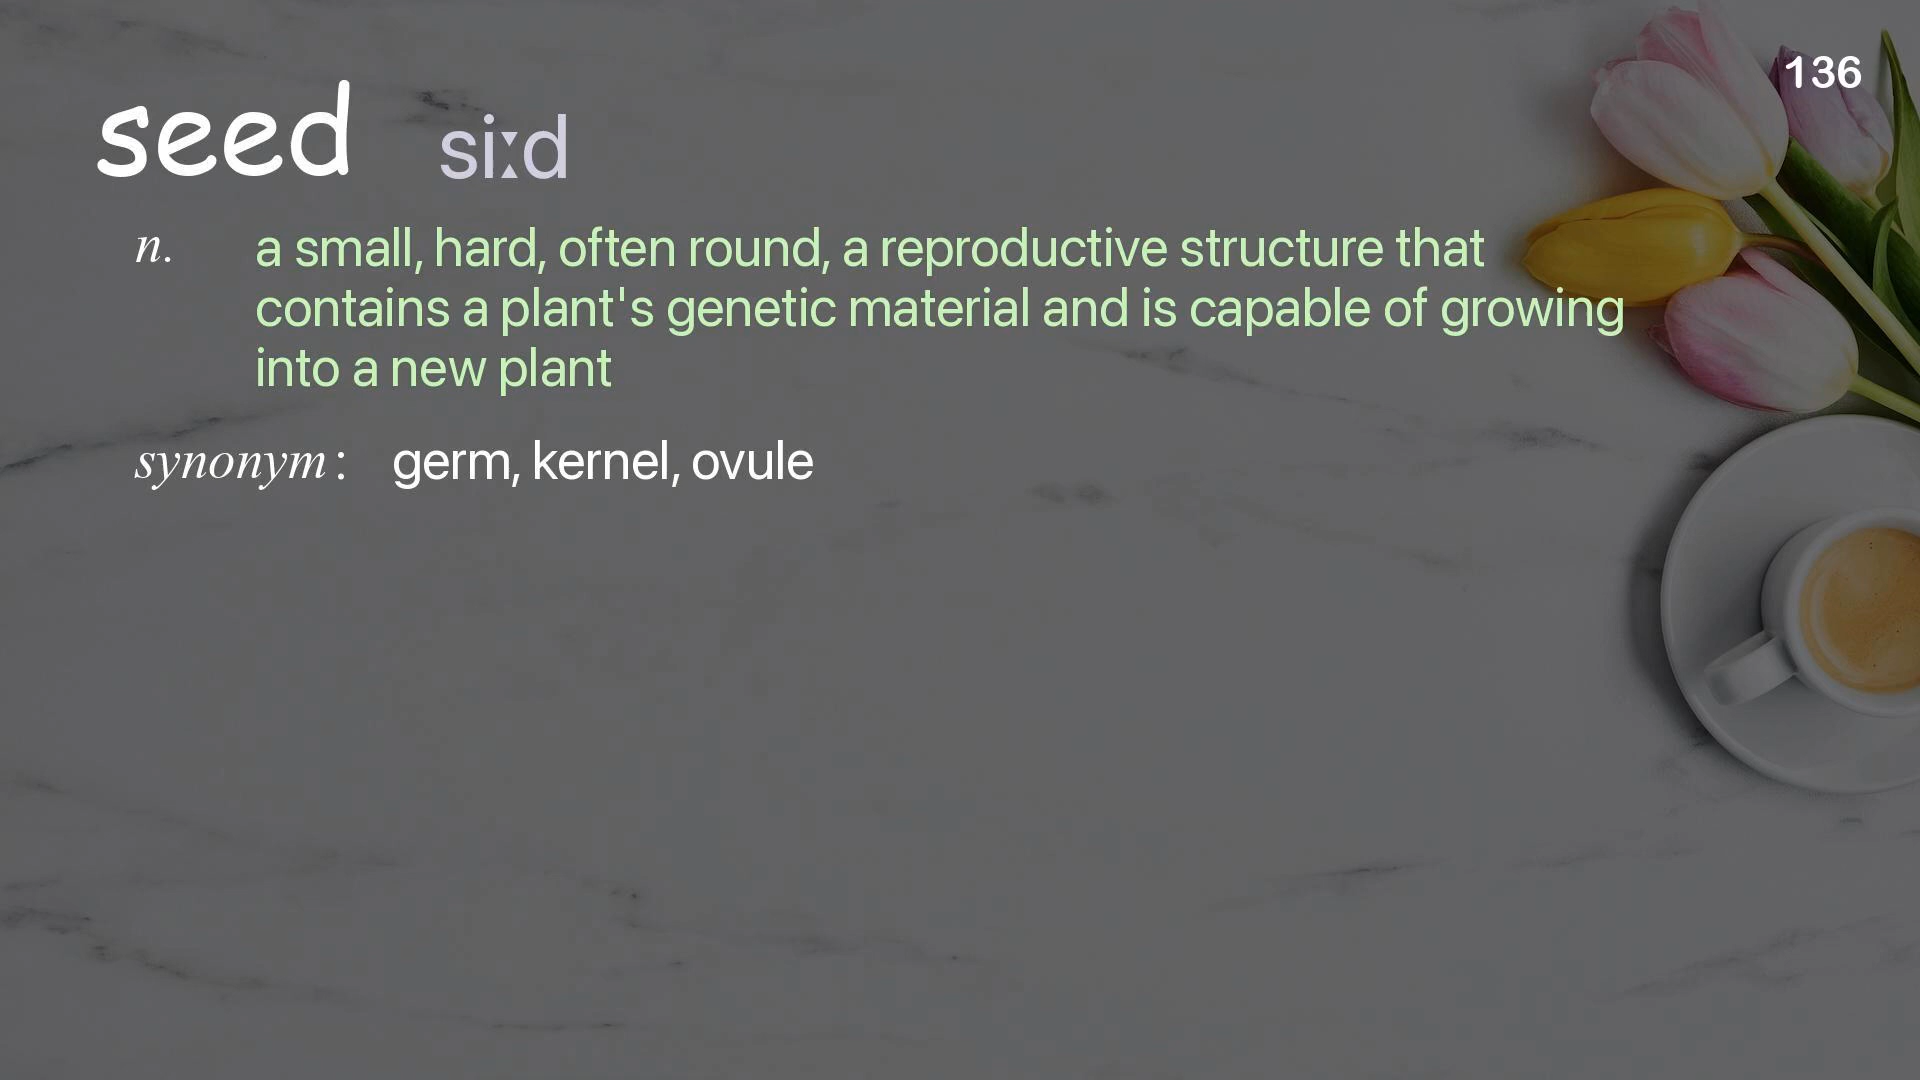 136
seed siːd
n. a small, hard, often round, a reproductive structure that
contains a plant's genetic material and is capable of growing
into a new plant
synonym: germ, kernel, ovule